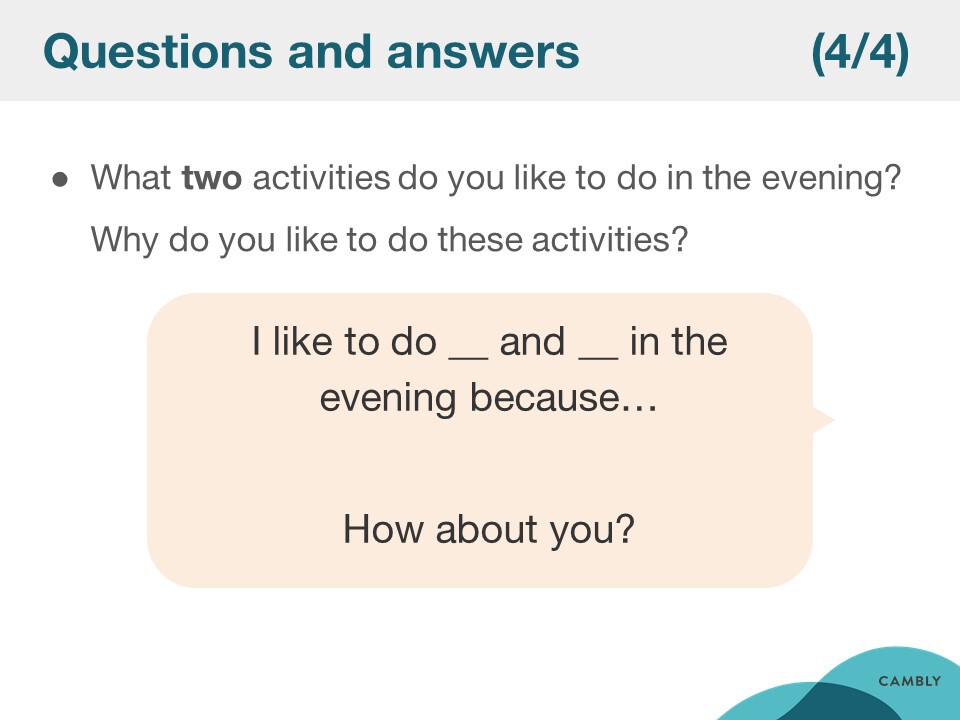 Questions and answers (4/4)
● What two activities do you like to do in the evening?
Why do you like to do these activities?
I like to do __ and __ in the
evening because…
How about you?
CAMBLY